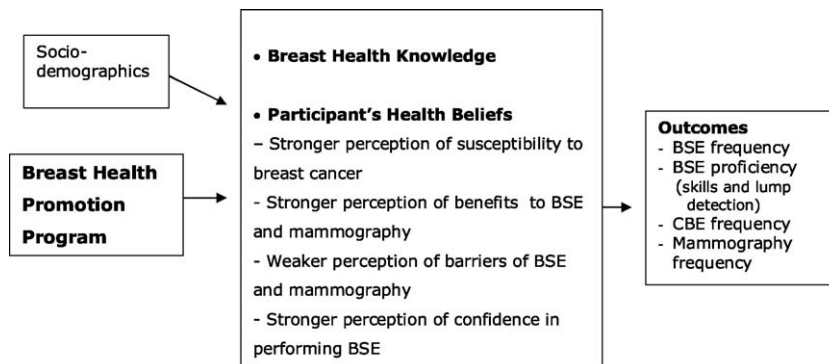 Socio-
demographics
Breast Health
Promotion
Program
• Breast Health Knowledge
• Participant's Health Beliefs
– Stronger perception of susceptibility to
breast cancer
- Stronger perception of benefits to BSE
and mammography
- Weaker perception of barriers of BSE
and mammography
- Stronger perception of confidence in
performing BSE
Outcomes
- BSE frequency
- BSE proficiency
(skills and lump
detection)
- CBE frequency
- Mammography
frequency